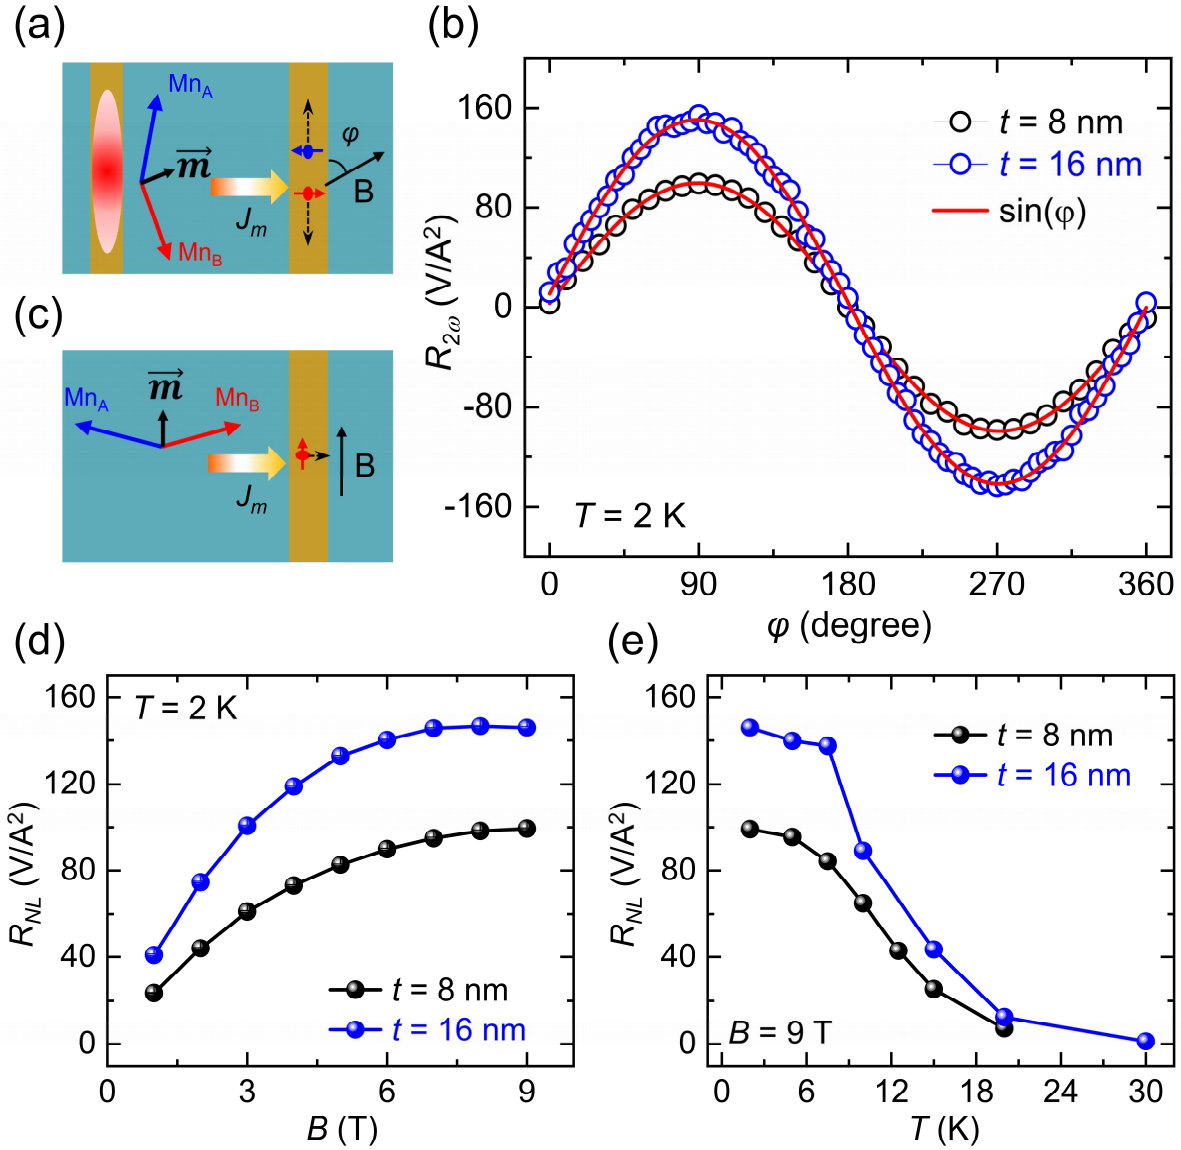 (a)
Mn_A
m
Mn_B
J_m
φ
B
(b)
R_2ω (V/A²)
160
80
0
-80
-160
t = 8 nm
t = 16 nm
sin(φ)
T = 2 K
0 90 180 270 360
φ (degree)
(c)
Mn_A
m
Mn_B
J_m
B
(d)
R_NL (V/A²)
160
120
80
40
0
T = 2 K
t = 8 nm
t = 16 nm
0 3 6 9
B (T)
(e)
R_NL (V/A²)
160
120
80
40
0
t = 8 nm
t = 16 nm
B = 9 T
0 6 12 18 24 30
T (K)